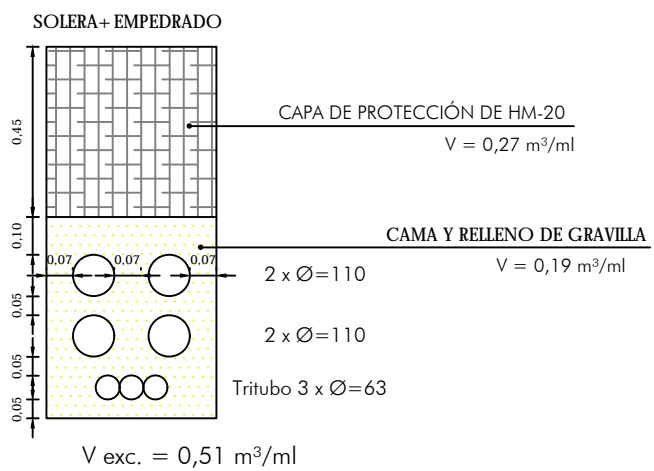 SOLERA+ EMPEDRADO
0.45
CAPA DE PROTECCIÓN DE HM-20
V = 0,27 m³/ml
0.10
CAMA Y RELLENO DE GRAVILLA
V = 0,19 m³/ml
0.07 0.07 0.07
2 x Ø=110
0.05
2 x Ø=110
0.05
Tritubo 3 x Ø=63
0.05
V exc. = 0,51 m³/ml